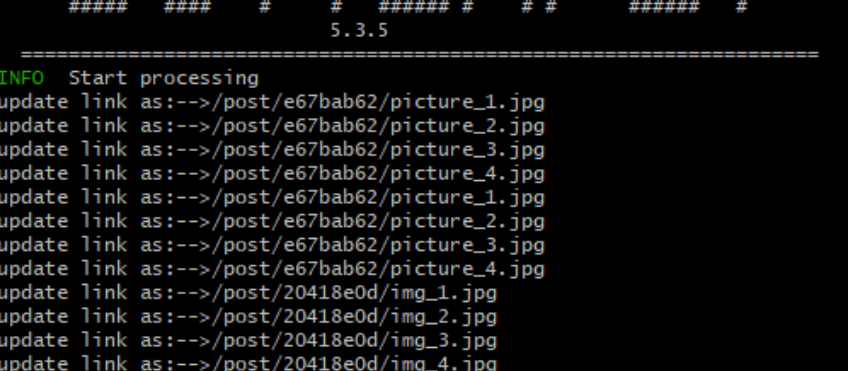 ##### #### # # ###### # # # ###### #
5.3.5
===================================================================
INFO Start processing
update link as:-->/post/e67bab62/picture_1.jpg
update link as:-->/post/e67bab62/picture_2.jpg
update link as:-->/post/e67bab62/picture_3.jpg
update link as:-->/post/e67bab62/picture_4.jpg
update link as:-->/post/e67bab62/picture_1.jpg
update link as:-->/post/e67bab62/picture_2.jpg
update link as:-->/post/e67bab62/picture_3.jpg
update link as:-->/post/e67bab62/picture_4.jpg
update link as:-->/post/20418e0d/img_1.jpg
update link as:-->/post/20418e0d/img_2.jpg
update link as:-->/post/20418e0d/img_3.jpg
update link as:-->/post/20418e0d/img_4.jpg